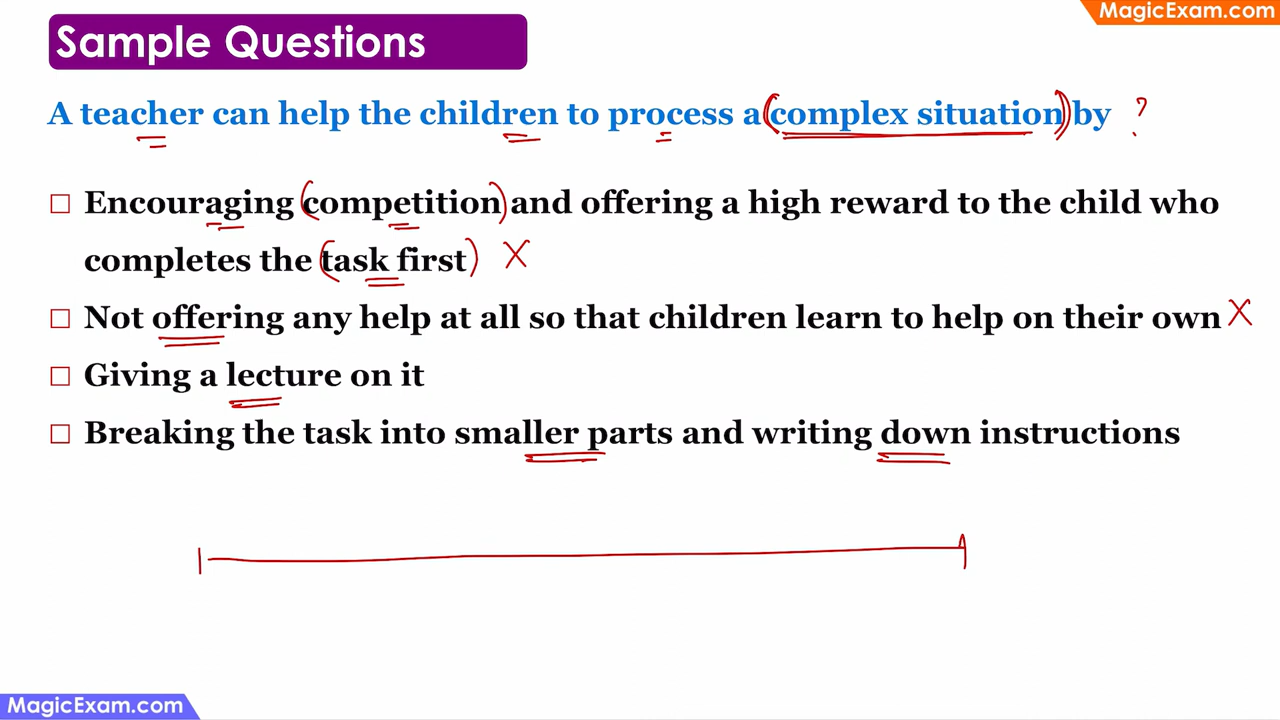 MagicExam.com
Sample Questions
A teacher can help the children to process a (complex situation) by ?
□ Encouraging (competition) and offering a high reward to the child who
completes the (task first) X
□ Not offering any help at all so that children learn to help on their own X
□ Giving a lecture on it
□ Breaking the task into smaller parts and writing down instructions
MagicExam.com